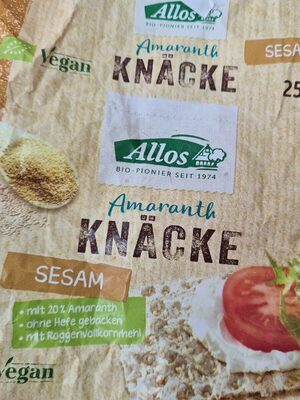 Allos
BIO-PIONIER SEIT 1974
Vegan
Amaranth
KNÄCKE
SESA
25
Allos
BIO-PIONIER SEIT 1974
Amaranth
KNÄCKE
SESAM
• mit 20% Amaranth
• ohne Hefe gebacken
• mit Roggenvollkornmehl
Vegan